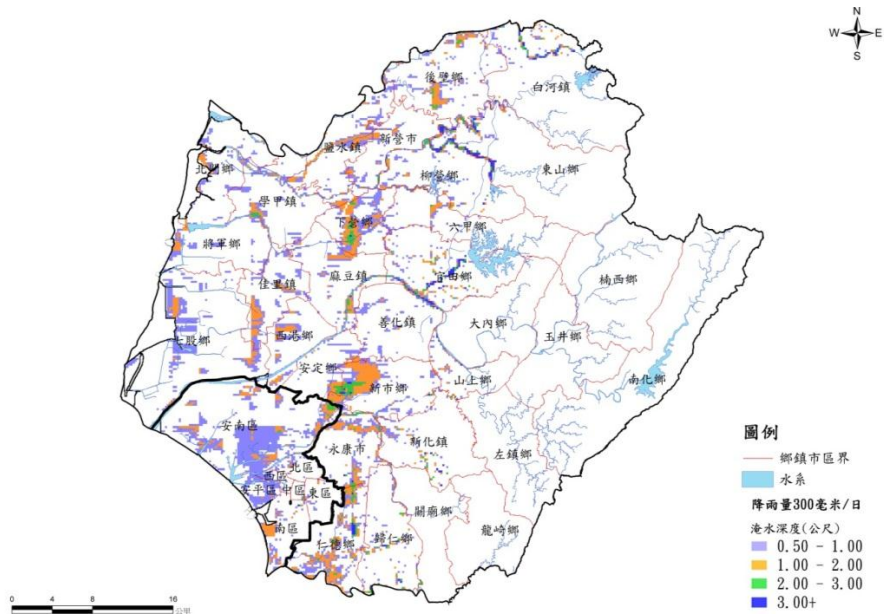 N
W E
S
後壁鄉
白河鎮
鹽水鎮
新營市
北門鄉
東山鄉
柳營鄉
學甲鎮
下營鄉
六甲鄉
將軍鄉
麻豆鎮
官田鄉
楠西鄉
佳里鎮
善化鎮
大內鄉
七股鄉
西港鄉
玉井鄉
安定鄉
新市鄉
山上鄉
南化鄉
安南區
永康市
新化鎮
左鎮鄉
北區
西區
安平區
中區
東區
關廟鄉
南區
仁德鄉
歸仁鄉
龍崎鄉
圖例
鄉鎮市區界
水系
降雨量300毫米/日
淹水深度(公尺)
0.50 - 1.00
1.00 - 2.00
2.00 - 3.00
3.00+
0 4 8 16
公里